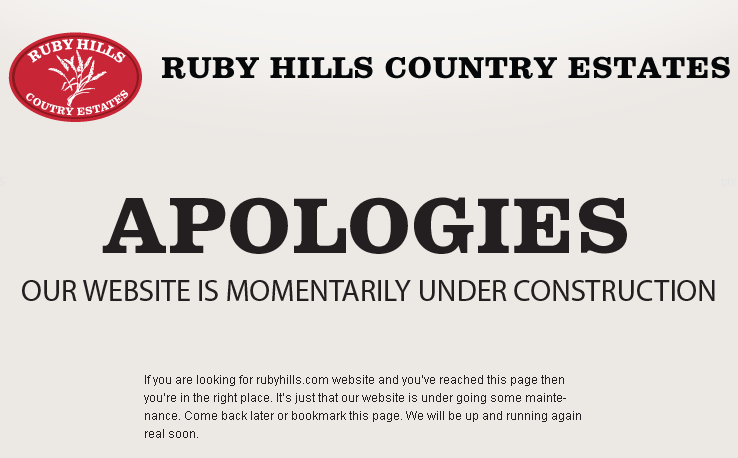 RUBY HILLS
COUTRY ESTATES
RUBY HILLS COUNTRY ESTATES
APOLOGIES
OUR WEBSITE IS MOMENTARILY UNDER CONSTRUCTION
If you are looking for rubyhills.com website and you've reached this page then
you're in the right place. It's just that our website is under going some mainte-
nance. Come back later or bookmark this page. We will be up and running again
real soon.